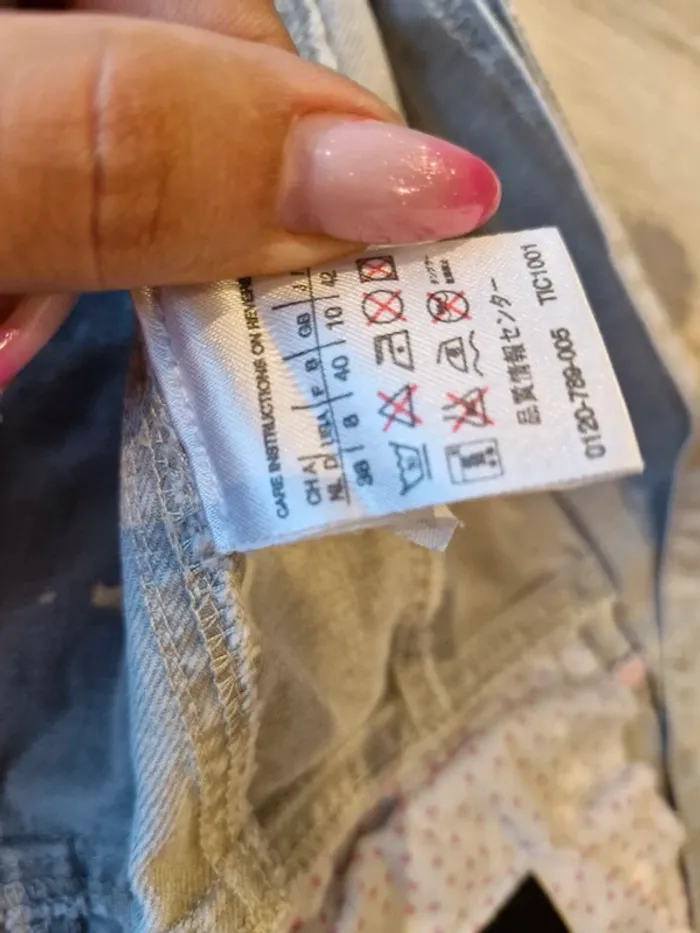 CARE INSTRUCTIONS ON REVERSE
CH A F B GB
NL D USA
38 8 40 10 42
品質情報センター
0120-789-005 TIC1001